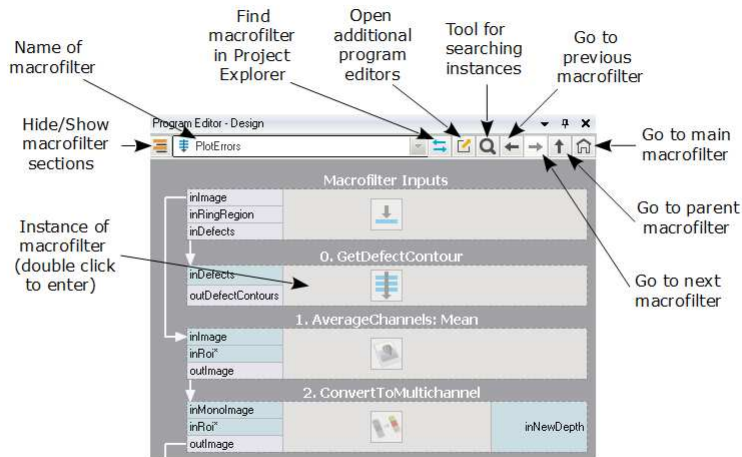 Name of
macrofilter
Find
macrofilter
in Project
Explorer
Open
additional
program
editors
Tool for
searching
instances
Go to
previous
macrofilter
Hide/Show
macrofilter
sections
Program Editor - Design
PlotErrors
Go to main
macrofilter
Go to parent
macrofilter
Go to next
macrofilter
Instance of
macrofilter
(double click
to enter)
Macrofilter Inputs
inImage
inRingRegion
inDefects
0. GetDefectContour
inDefects
outDefectContours
1. AverageChannels: Mean
inImage
inRoi*
outImage
2. ConvertToMultichannel
inMonoImage
inRoi*
outImage
inNewDepth